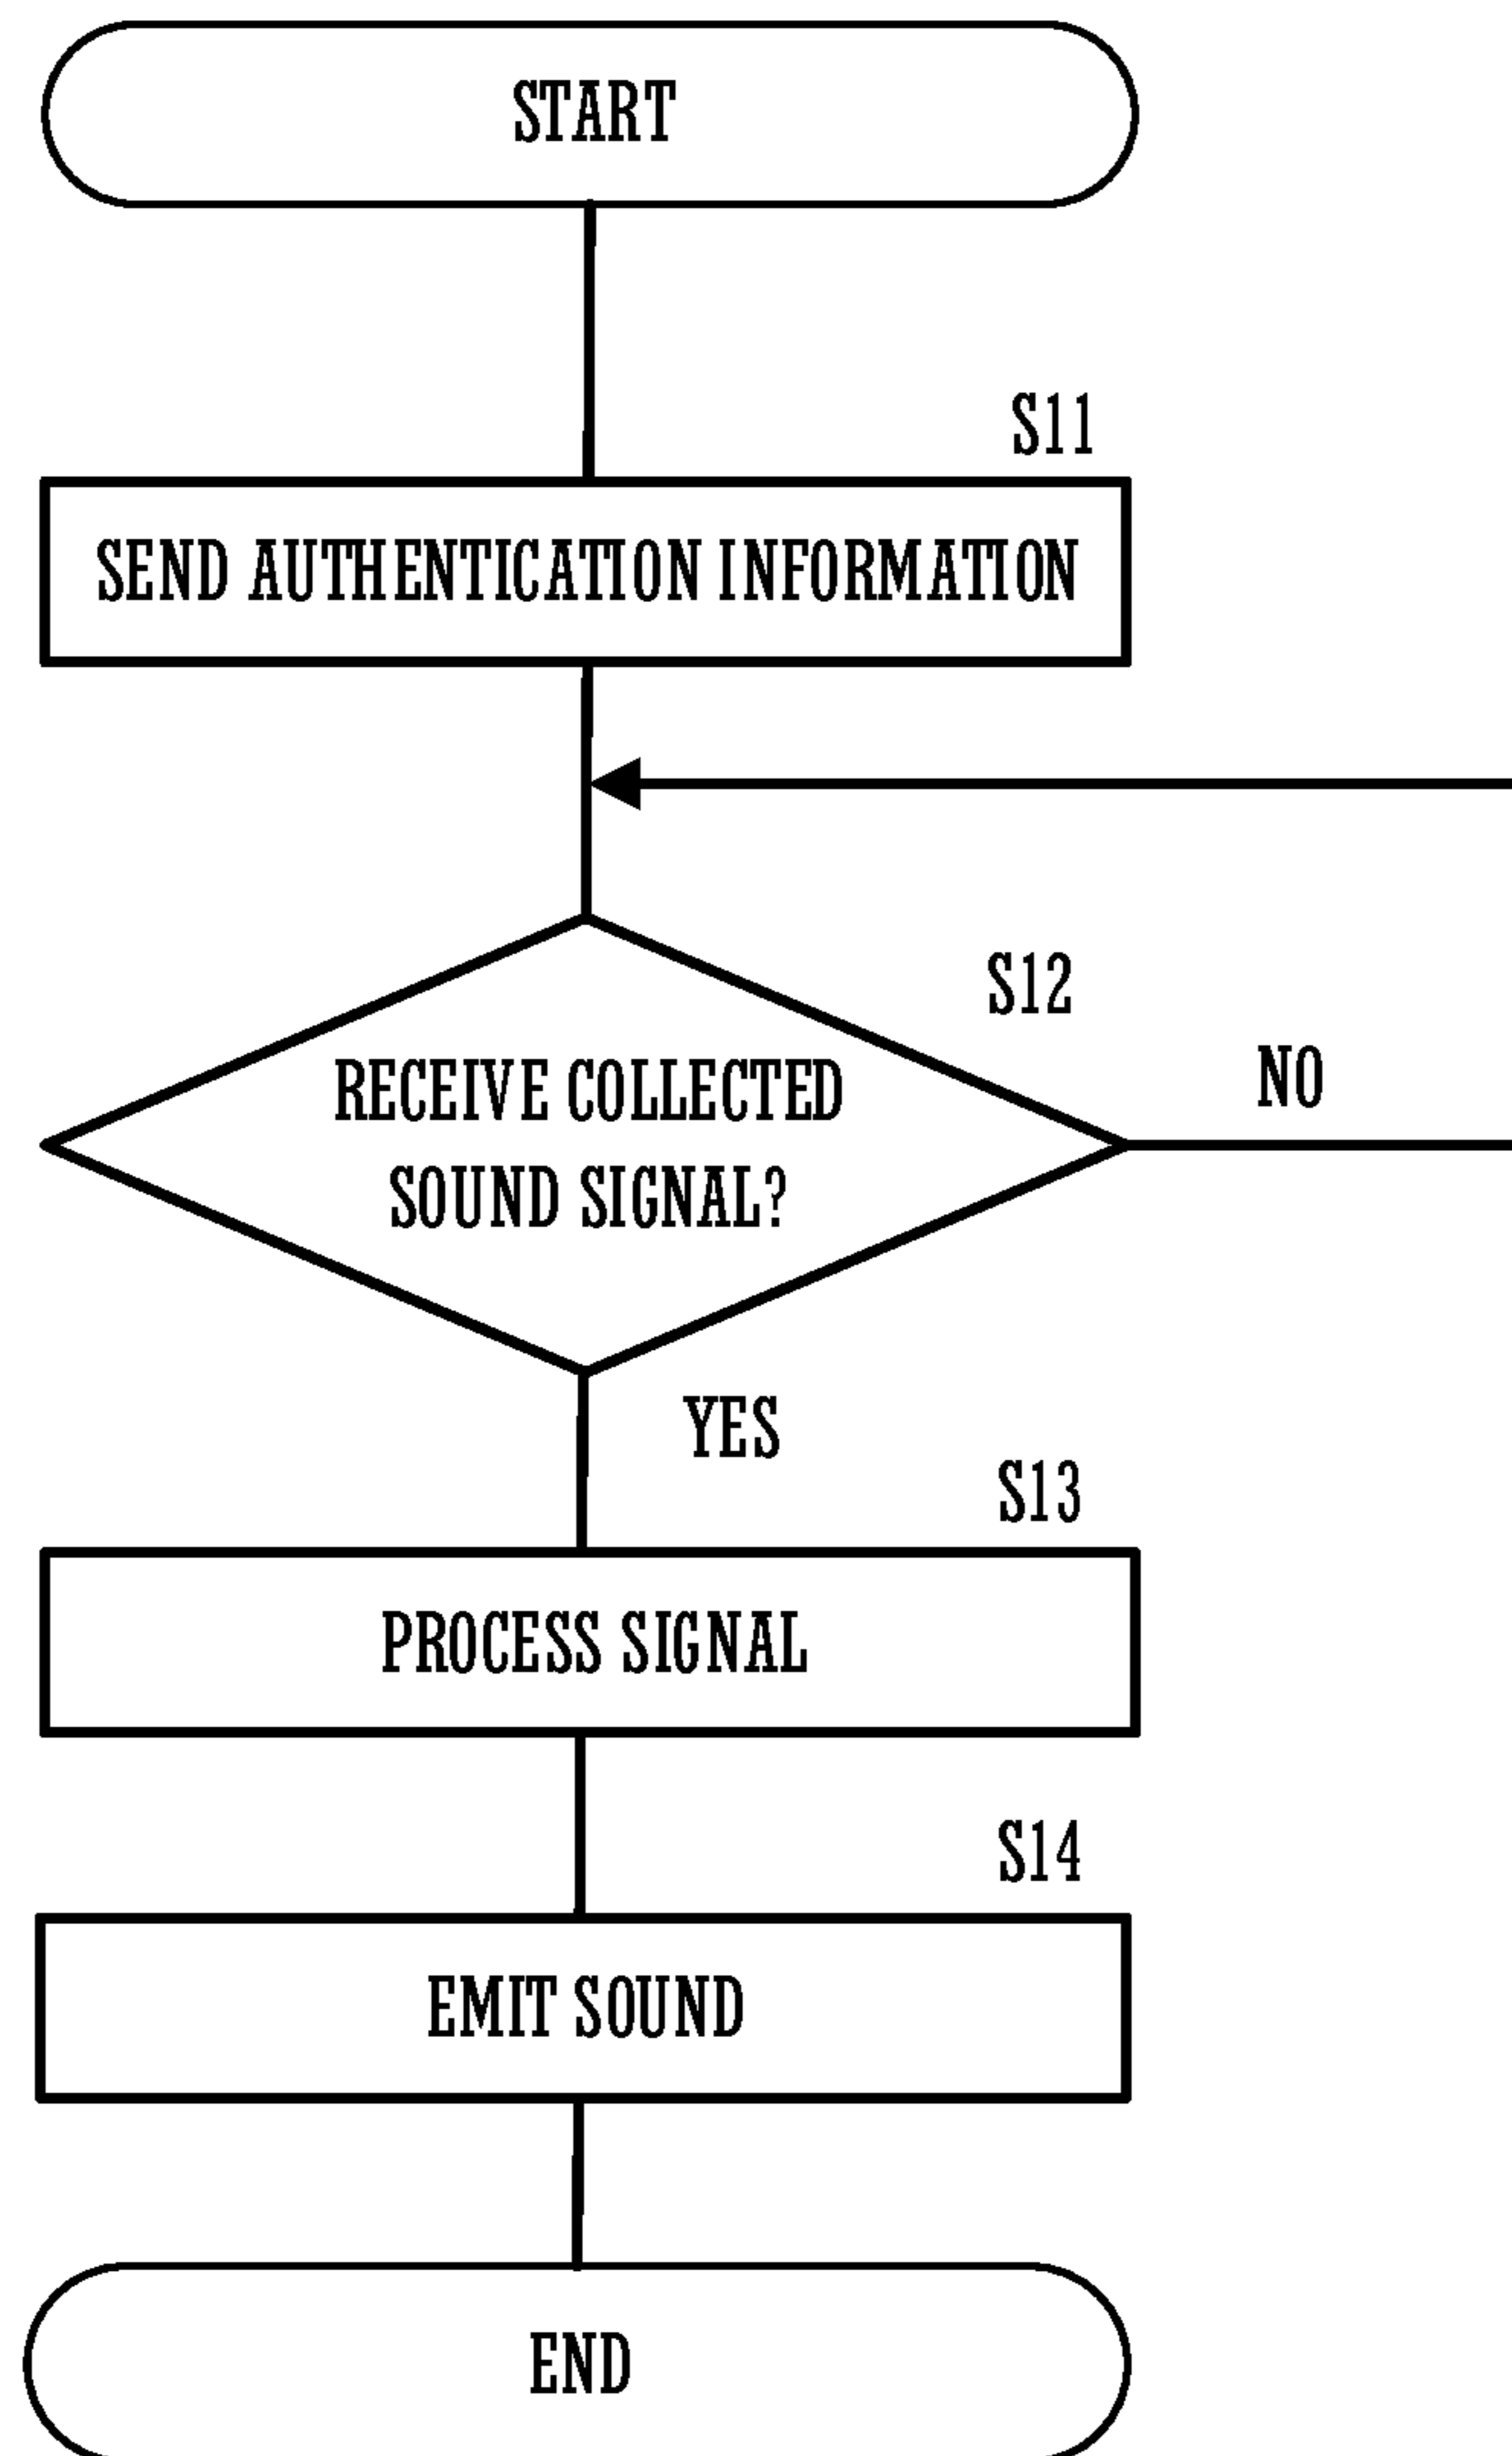 START
S11
SEND AUTHENTICATION INFORMATION
S12
RECEIVE COLLECTED
SOUND SIGNAL?
NO
YES
S13
PROCESS SIGNAL
S14
EMIT SOUND
END